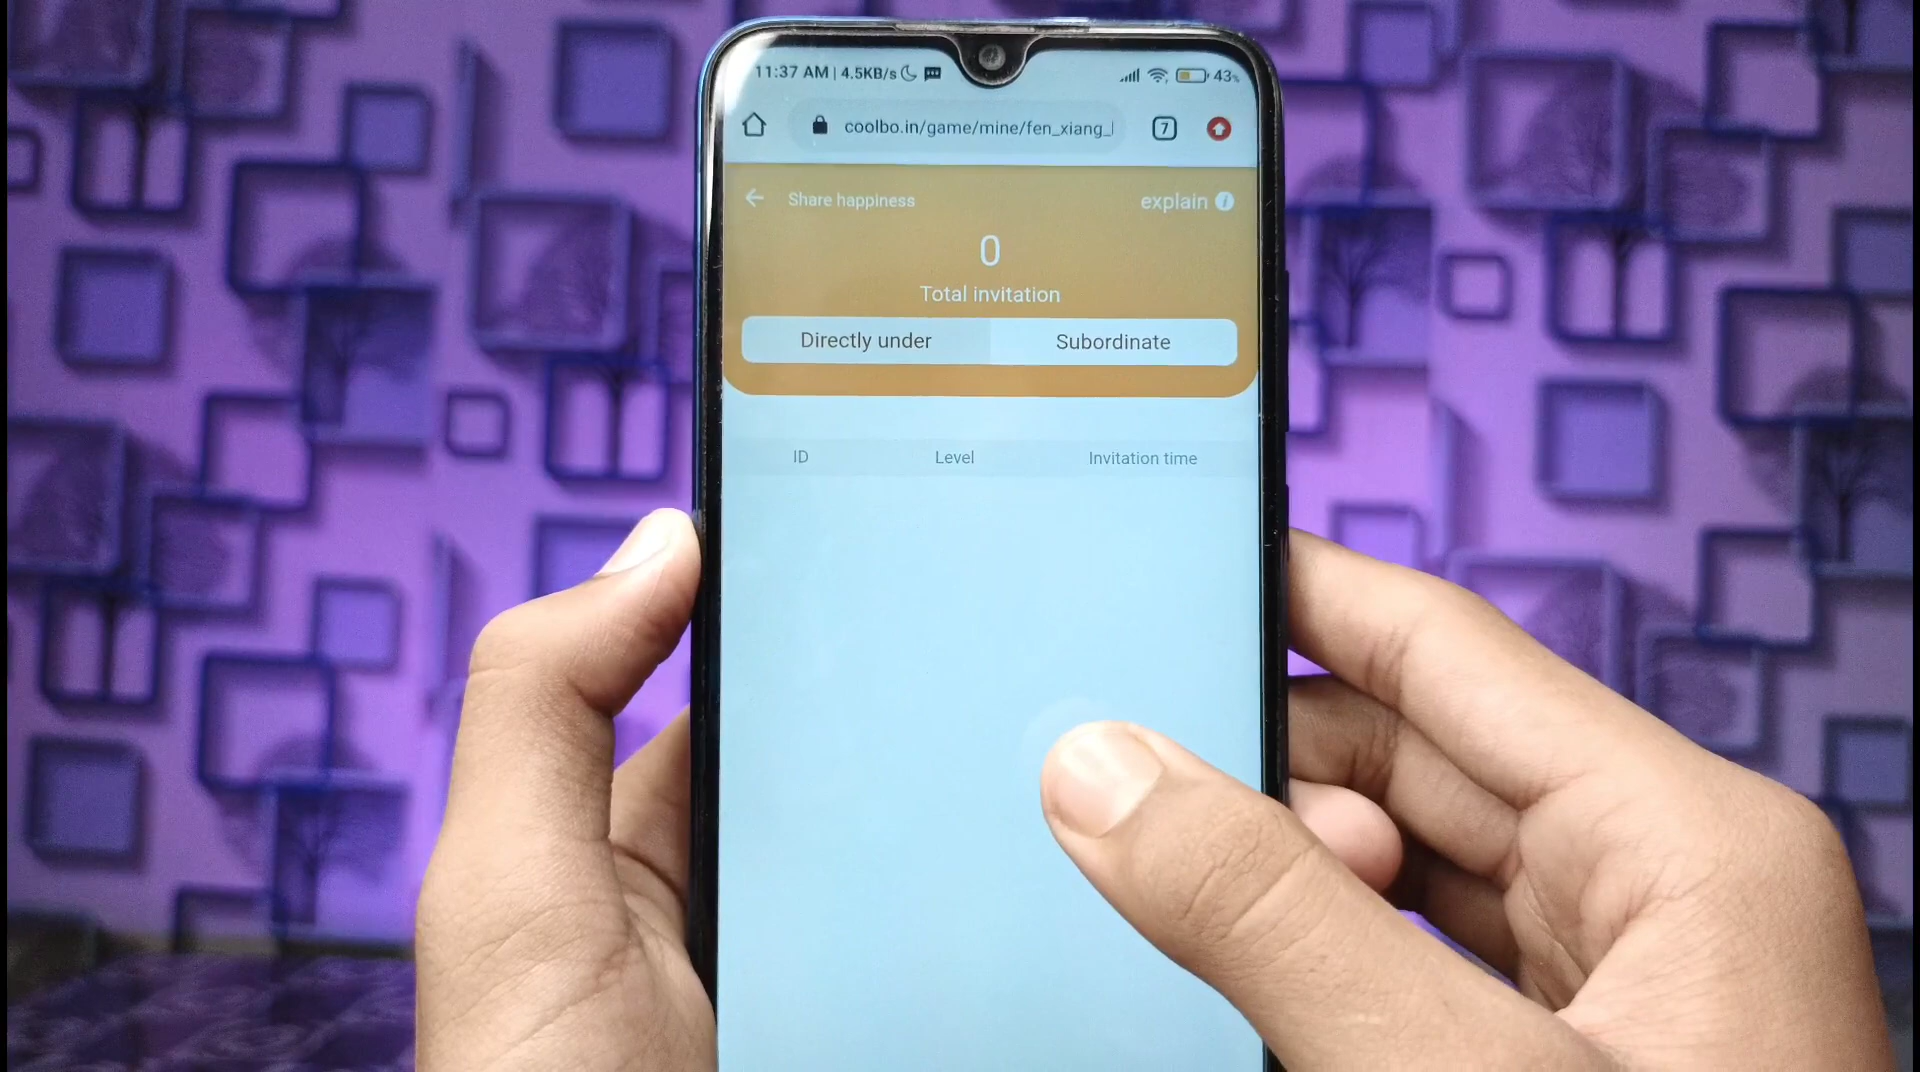 11:37 AM | 4.5KB/s 43%
coolbo.in/game/mine/fen_xiang_
7
Share happiness
explain i
0
Total invitation
Directly under Subordinate
ID Level Invitation time